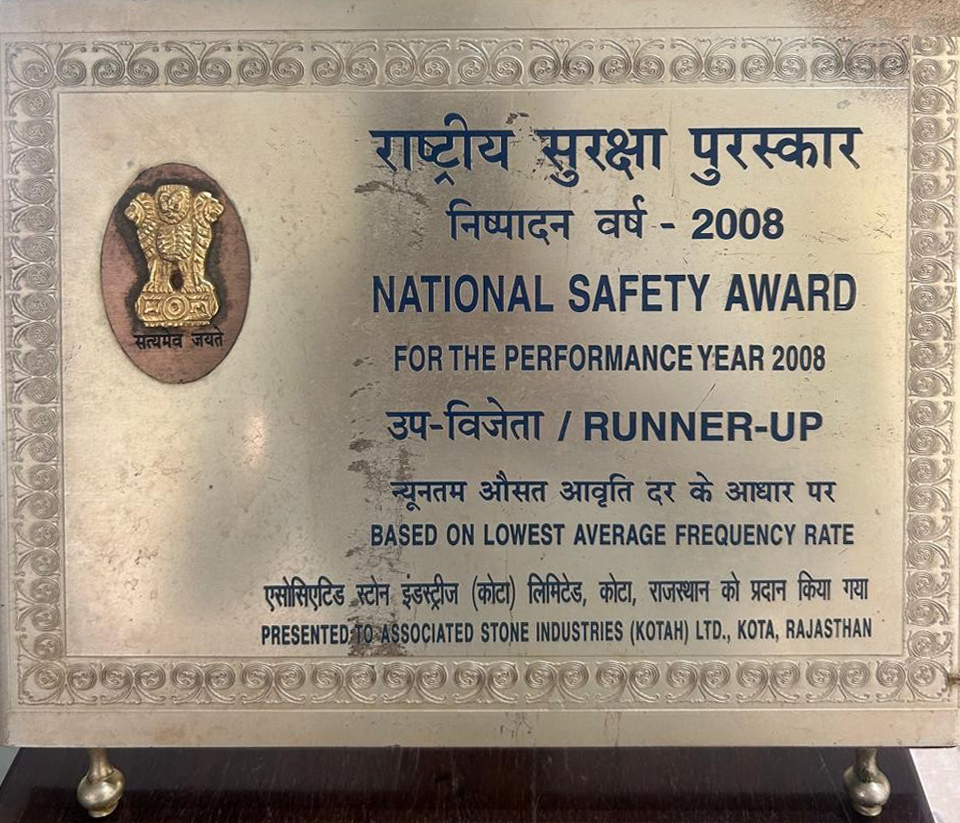 राष्ट्रीय सुरक्षा पुरस्कार
निष्पादन वर्ष - 2008
NATIONAL SAFETY AWARD
FOR THE PERFORMANCE YEAR 2008
सत्यमेव जयते
उप-विजेता / RUNNER-UP
न्यूनतम औसत आवृति दर के आधार पर
BASED ON LOWEST AVERAGE FREQUENCY RATE
एसोसिएटिड स्टोन इंडस्ट्रीज (कोटा) लिमिटेड, कोटा, राजस्थान को प्रदान किया गया
PRESENTED TO ASSOCIATED STONE INDUSTRIES (KOTAH) LTD., KOTA, RAJASTHAN